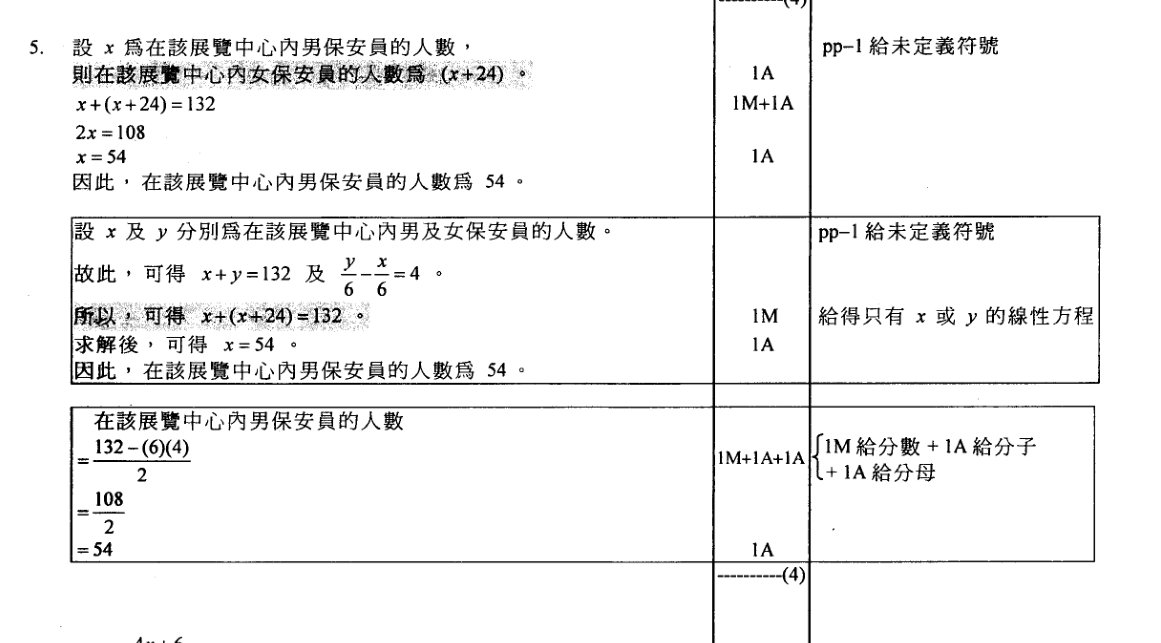 ----------(4)
5. 設 x 爲在該展覽中心內男保安員的人數， pp–1 給未定義符號
則在該展覽中心內女保安員的人數爲 (x+24) 。 1A
x+(x+24)=132 1M+1A
2x=108
x=54 1A
因此，在該展覽中心內男保安員的人數爲 54 。
設 x 及 y 分別爲在該展覽中心內男及女保安員的人數。 pp–1 給未定義符號
故此，可得 x+y=132 及 y/6 – x/6 = 4 。
所以，可得 x+(x+24)=132 。 1M 給得只有 x 或 y 的線性方程
求解後，可得 x=54 。 1A
因此，在該展覽中心內男保安員的人數爲 54 。
在該展覽中心內男保安員的人數
= (132–(6)(4))/2 1M+1A+1A { 1M 給分數 + 1A 給分子
+ 1A 給分母
= 108/2
= 54 1A
----------(4)